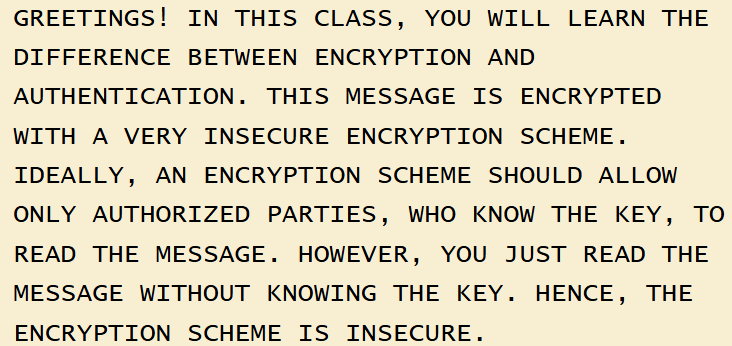 GREETINGS! IN THIS CLASS, YOU WILL LEARN THE
DIFFERENCE BETWEEN ENCRYPTION AND
AUTHENTICATION. THIS MESSAGE IS ENCRYPTED
WITH A VERY INSECURE ENCRYPTION SCHEME.
IDEALLY, AN ENCRYPTION SCHEME SHOULD ALLOW
ONLY AUTHORIZED PARTIES, WHO KNOW THE KEY, TO
READ THE MESSAGE. HOWEVER, YOU JUST READ THE
MESSAGE WITHOUT KNOWING THE KEY. HENCE, THE
ENCRYPTION SCHEME IS INSECURE.